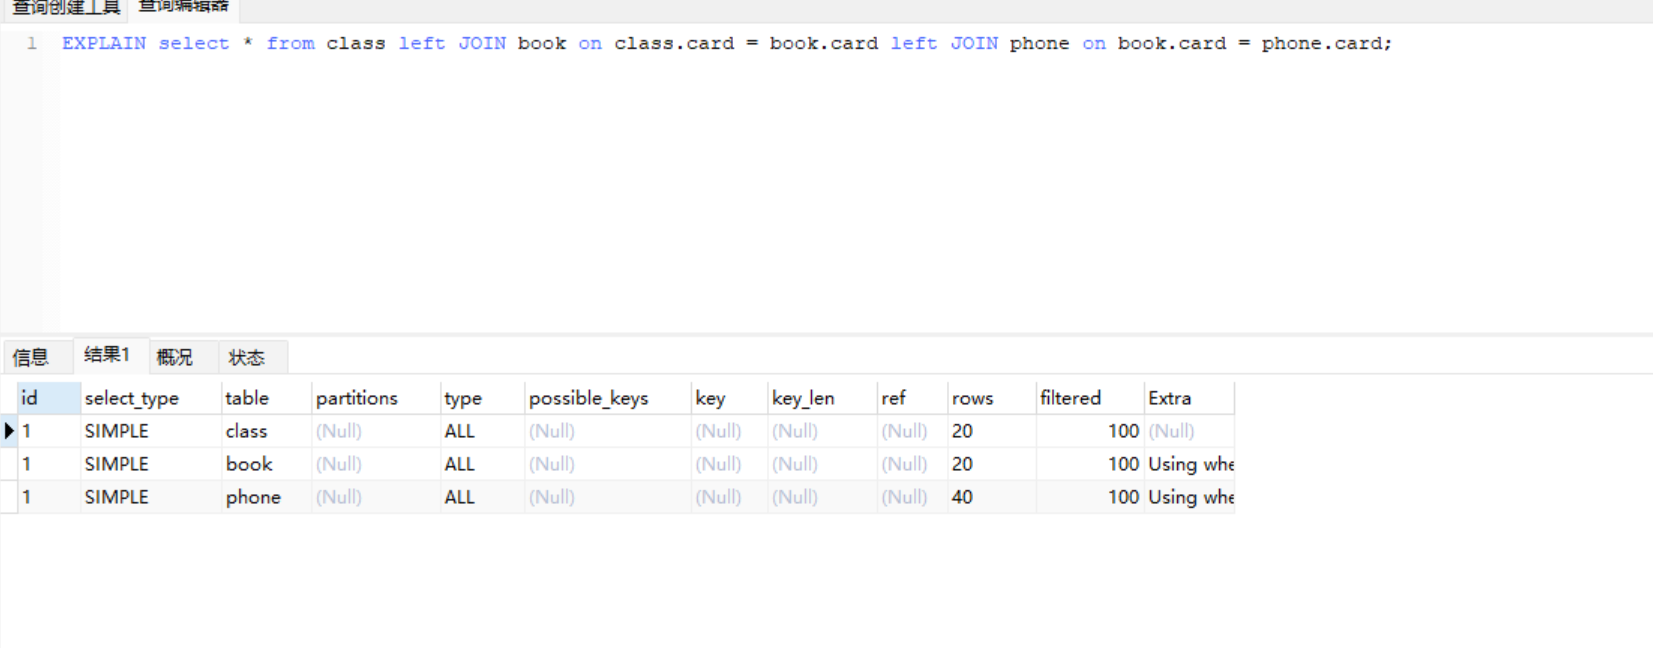 查询创建工具 查询编辑器
1 EXPLAIN select * from class left JOIN book on class.card = book.card left JOIN phone on book.card = phone.card;
信息 结果1 概况 状态
id select_type table partitions type possible_keys key key_len ref rows filtered Extra
1 SIMPLE class (Null) ALL (Null) (Null) (Null) (Null) 20 100 (Null)
1 SIMPLE book (Null) ALL (Null) (Null) (Null) (Null) 20 100 Using whe
1 SIMPLE phone (Null) ALL (Null) (Null) (Null) (Null) 40 100 Using whe